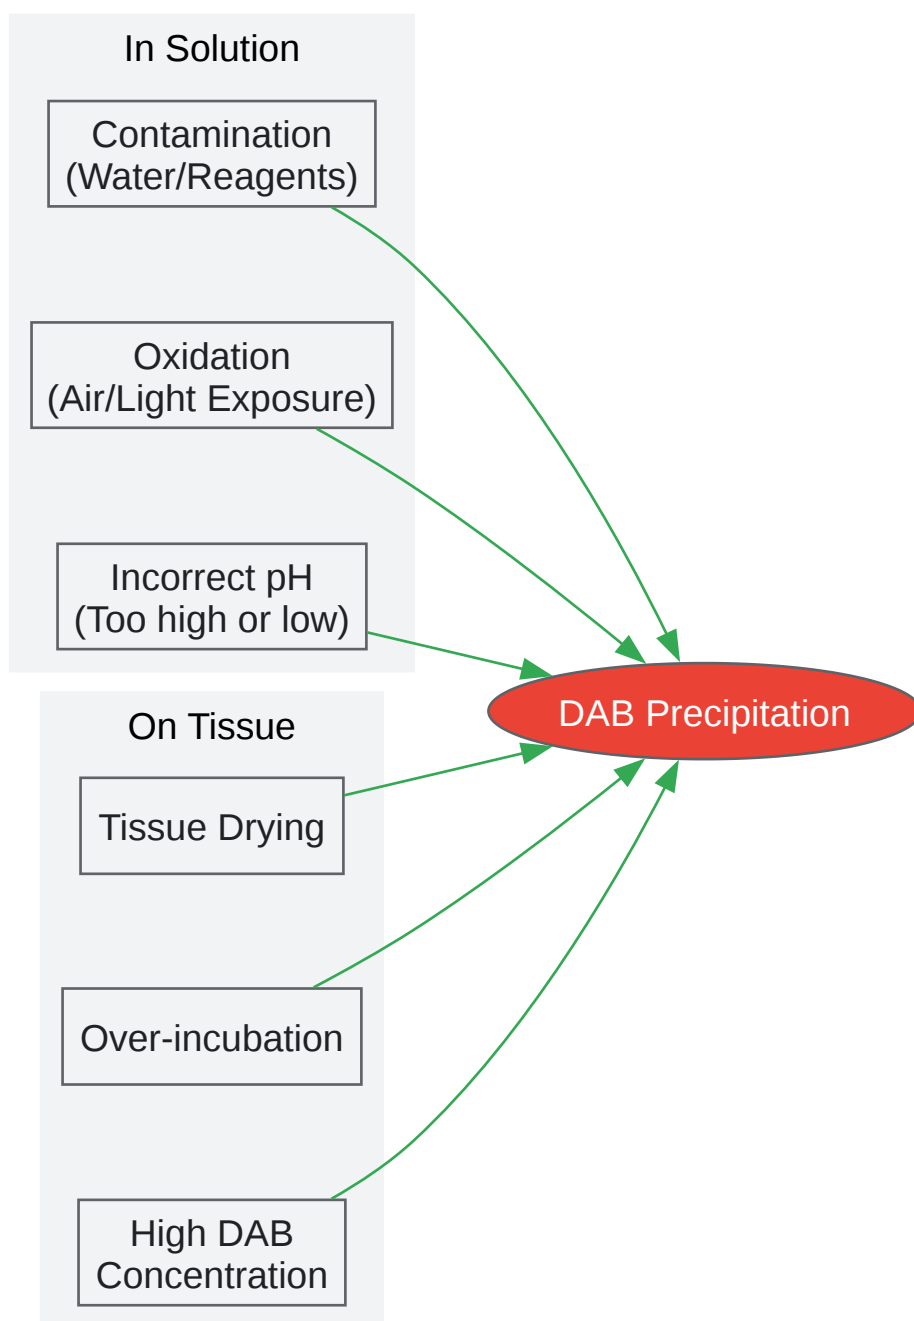 In Solution
Contamination
(Water/Reagents)
Oxidation
(Air/Light Exposure)
Incorrect pH
(Too high or low)
DAB Precipitation
On Tissue
Tissue Drying
Over-incubation
High DAB
Concentration